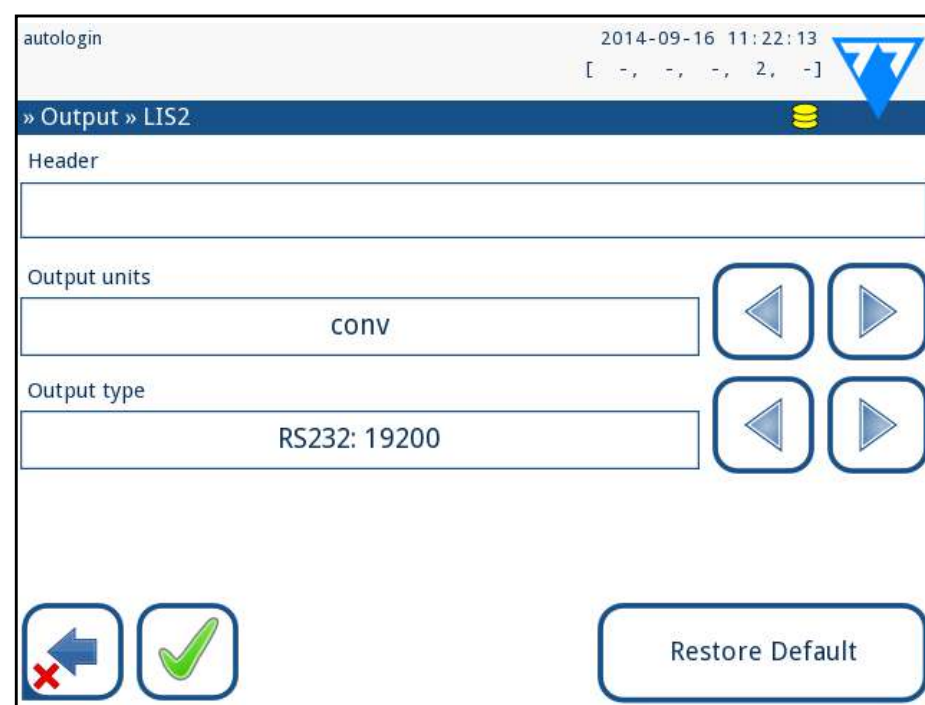 autologin
2014-09-16 11:22:13
[ -, -, -, 2, -]
» Output » LIS2
Header
Output units
conv
Output type
RS232: 19200
Restore Default